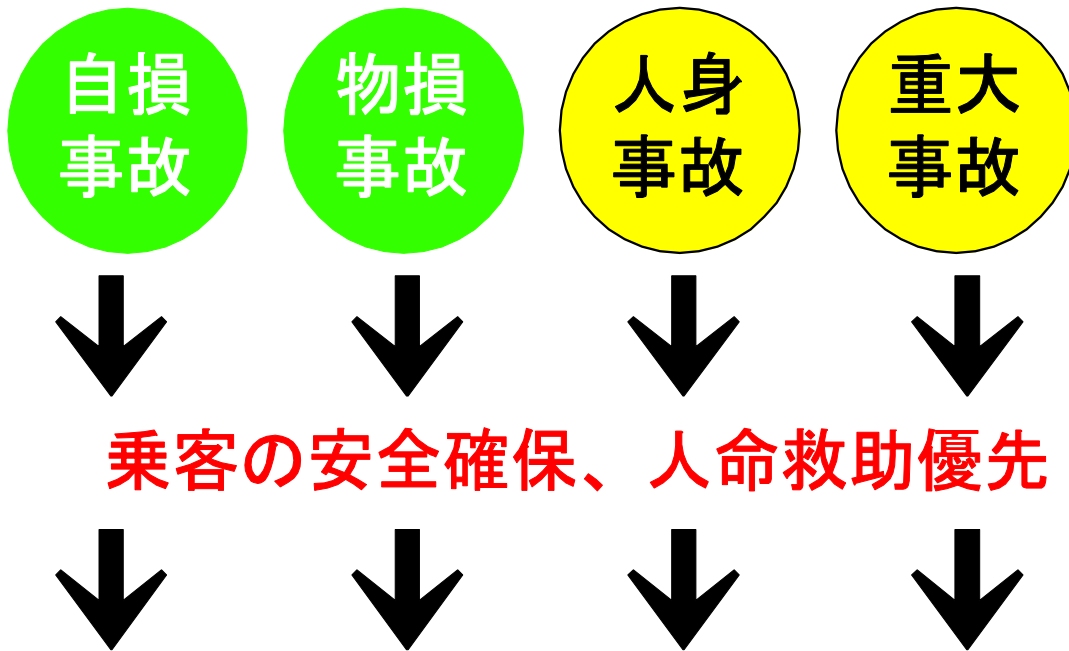 自損
事故
物損
事故
人身
事故
重大
事故
乗客の安全確保、人命救助優先